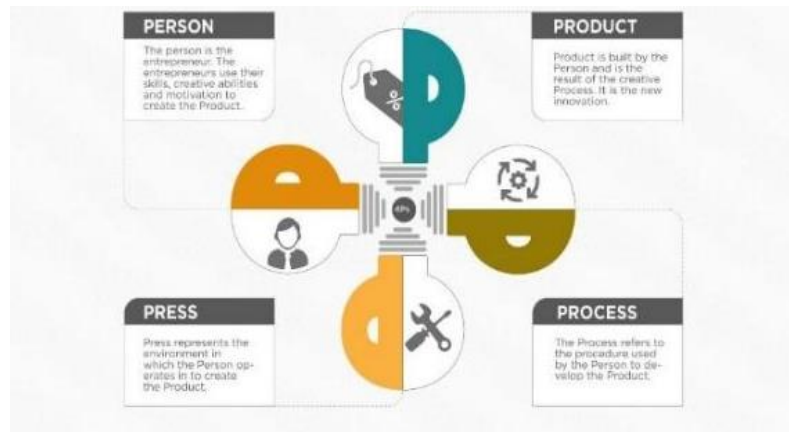 PERSON
The person is the
entrepreneur. The
entrepreneurs use their
skills, creative abilities
and motivation to
create the Product.
PRODUCT
Product is built by the
Person and is the
result of the creative
Process. It is the new
innovation.
%
4Ps
PRESS
Press represents the
environment in
which the Person op-
erates in to create
the Product.
PROCESS
The Process refers to
the procedure used
by the Person to de-
velop the Product.